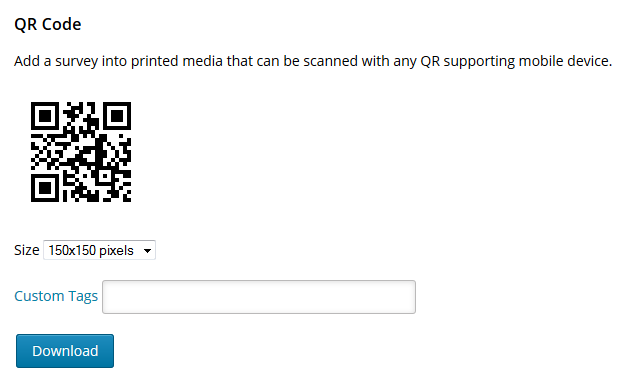 QR Code
Add a survey into printed media that can be scanned with any QR supporting mobile device.
Size 150x150 pixels
Custom Tags
Download